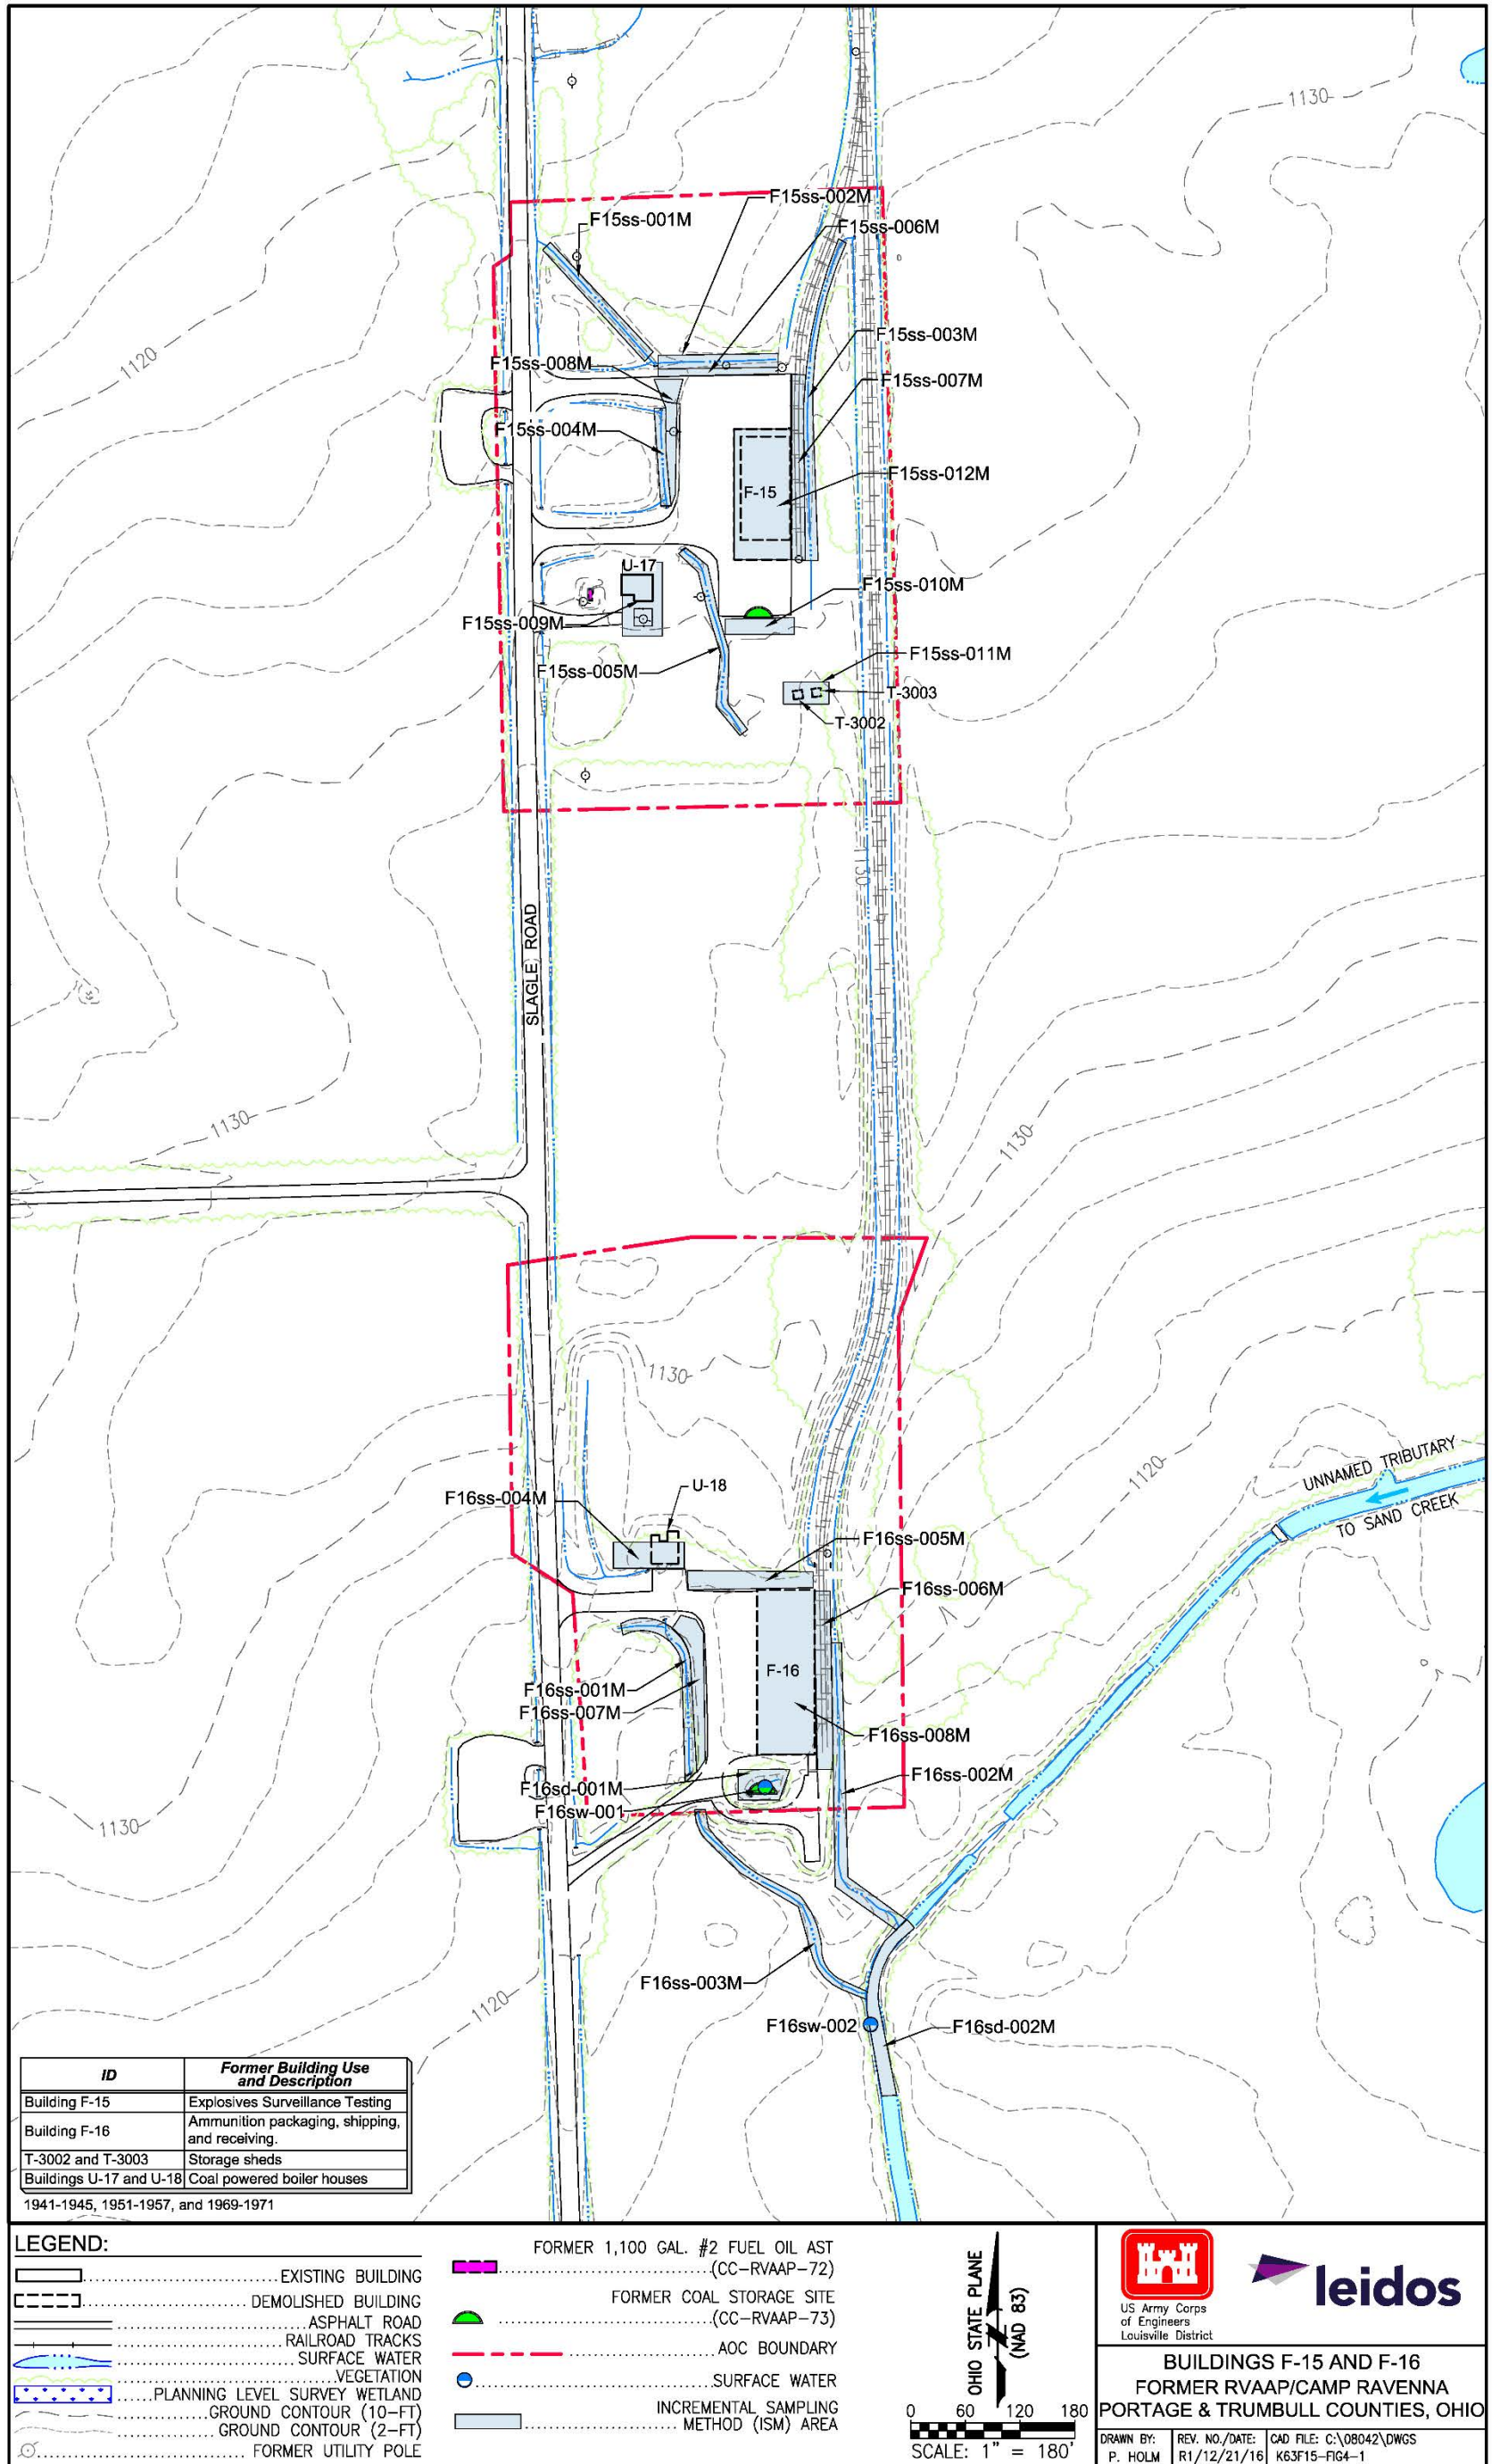 1130
F15ss-002M
F15ss-001M
F15ss-006M
F15ss-003M
1120
F15ss-008M
F15ss-007M
F15ss-004M
F15ss-012M
F-15
U-17
F15ss-010M
F15ss-009M
F15ss-005M
F15ss-011M
T-3003
T-3002
1130
SLAGLE ROAD
1130
1130
1130
1120
UNNAMED TRIBUTARY
TO SAND CREEK
F16ss-004M
U-18
F16ss-005M
F16ss-006M
F-16
F16ss-001M
F16ss-007M
F16ss-008M
F16ss-002M
F16sd-001M
F16sw-001
1130
F16ss-003M
1120
F16sw-002
F16sd-002M
ID
Former Building Use
and Description
Building F-15
Explosives Surveillance Testing
Building F-16
Ammunition packaging, shipping,
and receiving.
T-3002 and T-3003
Storage sheds
Buildings U-17 and U-18
Coal powered boiler houses
1941-1945, 1951-1957, and 1969-1971
LEGEND:
EXISTING BUILDING
DEMOLISHED BUILDING
ASPHALT ROAD
RAILROAD TRACKS
SURFACE WATER
VEGETATION
PLANNING LEVEL SURVEY WETLAND
GROUND CONTOUR (10-FT)
GROUND CONTOUR (2-FT)
FORMER UTILITY POLE
FORMER 1,100 GAL. #2 FUEL OIL AST
(CC-RVAAP-72)
FORMER COAL STORAGE SITE
(CC-RVAAP-73)
AOC BOUNDARY
SURFACE WATER
INCREMENTAL SAMPLING
METHOD (ISM) AREA
OHIO STATE PLANE
(NAD 83)
0 60 120 180
SCALE: 1" = 180'
US Army Corps
of Engineers
Louisville District
leidos
BUILDINGS F-15 AND F-16
FORMER RVAAP/CAMP RAVENNA
PORTAGE & TRUMBULL COUNTIES, OHIO
DRAWN BY:
P. HOLM
REV. NO./DATE:
R1/12/21/16
CAD FILE: C:\08042\DWGS
K63F15-FIG4-1